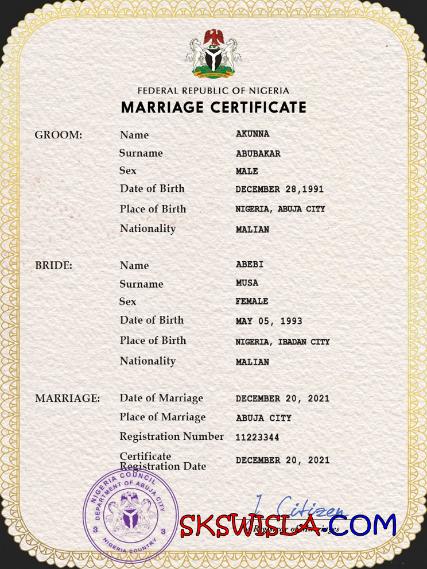 FEDERAL REPUBLIC OF NIGERIA
MARRIAGE CERTIFICATE
GROOM:
Name AKUNNA
Surname ABUBAKAR
Sex MALE
Date of Birth DECEMBER 28,1991
Place of Birth NIGERIA, ABUJA CITY
Nationality MALIAN
BRIDE:
Name ABEBI
Surname MUSA
Sex FEMALE
Date of Birth MAY 05, 1993
Place of Birth NIGERIA, IBADAN CITY
Nationality MALIAN
MARRIAGE:
Date of Marriage DECEMBER 20, 2021
Place of Marriage ABUJA CITY
Registration Number 11223344
Certificate
Registration Date DECEMBER 20, 2021
NIGERIA COUNCIL
DEPARTMENT OF ABUJA CITY
3 3
NIGERIA COUNTRY
J. Citizen
SKSWISLA.COM